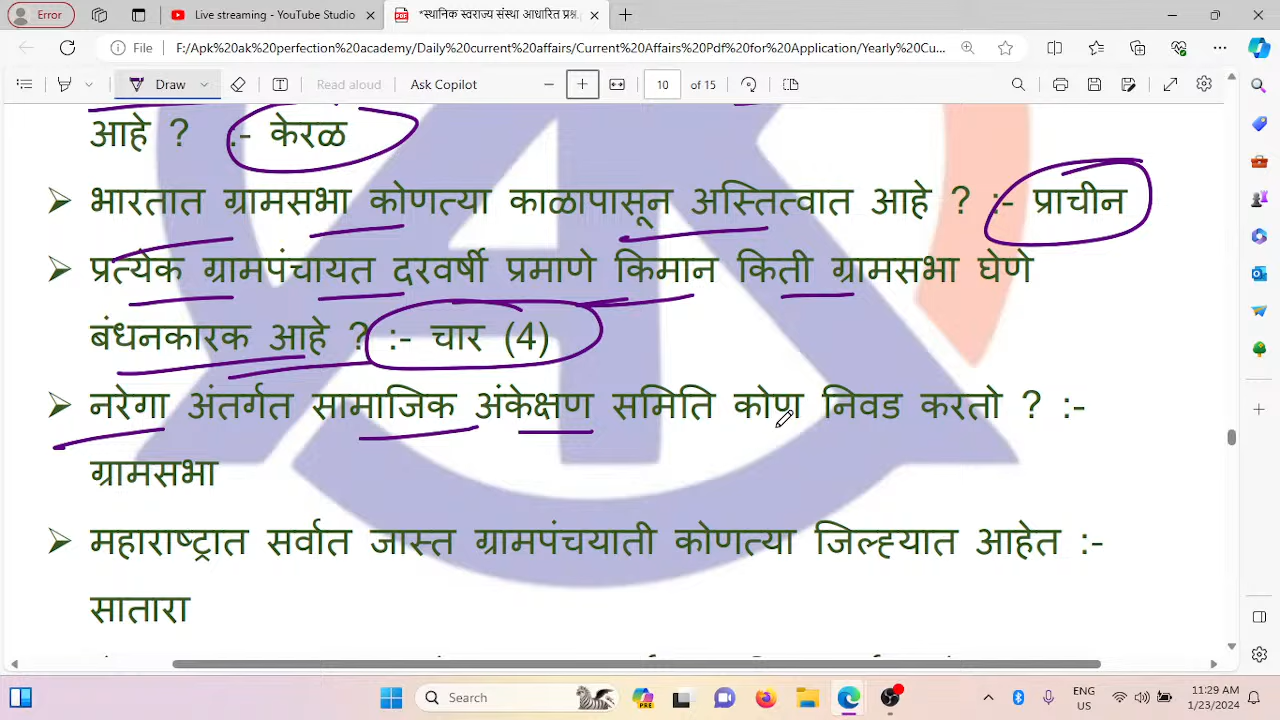 Error
Live streaming - YouTube Studio
*स्थानिक स्वराज्य संस्था आधारित प्रश्न.
File
F:/Apk%20ak%20perfection%20academy/Daily%20current%20affairs/Current%20Affairs%20Pdf%20for%20Application/Yearly%20Cu...
Draw
Read aloud
Ask Copilot
10 of 15
आहे ? :- केरळ
भारतात ग्रामसभा कोणत्या काळापासून अस्तित्वात आहे ? :- प्राचीन
प्रत्येक ग्रामपंचायत दरवर्षी प्रमाणे किमान किती ग्रामसभा घेणे
बंधनकारक आहे ? :- चार (4)
नरेगा अंतर्गत सामाजिक अंकेक्षण समिति कोण निवड करतो ? :-
ग्रामसभा
महाराष्ट्रात सर्वात जास्त ग्रामपंचयाती कोणत्या जिल्ह्यात आहेत :-
सातारा
Search
PRE
ENG
US
11:29 AM
1/23/2024